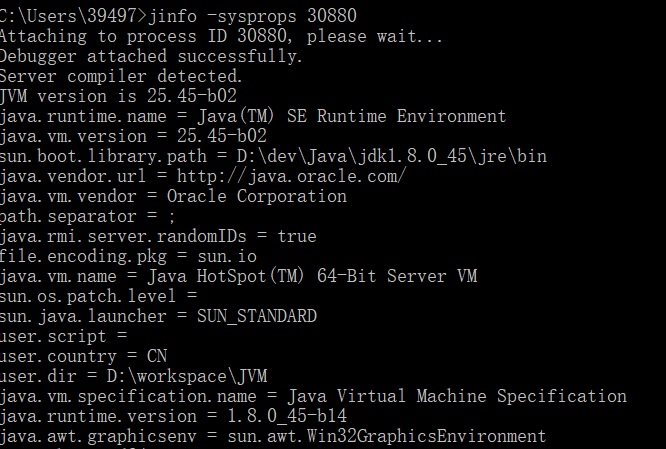 C:\Users\39497>jinfo -sysprops 30880
Attaching to process ID 30880, please wait...
Debugger attached successfully.
Server compiler detected.
JVM version is 25.45-b02
java.runtime.name = Java(TM) SE Runtime Environment
java.vm.version = 25.45-b02
sun.boot.library.path = D:\dev\Java\jdk1.8.0_45\jre\bin
java.vendor.url = http://java.oracle.com/
java.vm.vendor = Oracle Corporation
path.separator = ;
java.rmi.server.randomIDs = true
file.encoding.pkg = sun.io
java.vm.name = Java HotSpot(TM) 64-Bit Server VM
sun.os.patch.level =
sun.java.launcher = SUN_STANDARD
user.script =
user.country = CN
user.dir = D:\workspace\JVM
java.vm.specification.name = Java Virtual Machine Specification
java.runtime.version = 1.8.0_45-b14
java.awt.graphicsenv = sun.awt.Win32GraphicsEnvironment